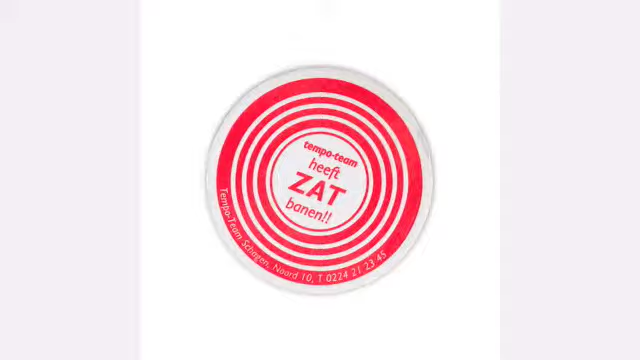 tempo-team
heeft
ZAT
banen!!
Tempo-Team Schagen, Noord 10, T 0224 21 23 45